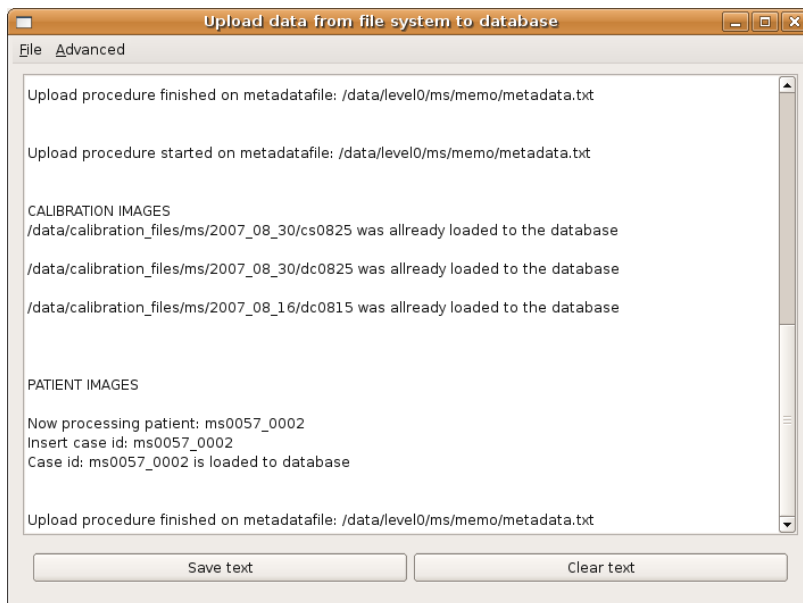 Upload data from file system to database
File Advanced
Upload procedure finished on metadatafile: /data/level0/ms/memo/metadata.txt
Upload procedure started on metadatafile: /data/level0/ms/memo/metadata.txt
CALIBRATION IMAGES
/data/calibration_files/ms/2007_08_30/cs0825 was allready loaded to the database
/data/calibration_files/ms/2007_08_30/dc0825 was allready loaded to the database
/data/calibration_files/ms/2007_08_16/dc0815 was allready loaded to the database
PATIENT IMAGES
Now processing patient: ms0057_0002
Insert case id: ms0057_0002
Case id: ms0057_0002 is loaded to database
Upload procedure finished on metadatafile: /data/level0/ms/memo/metadata.txt
Save text
Clear text